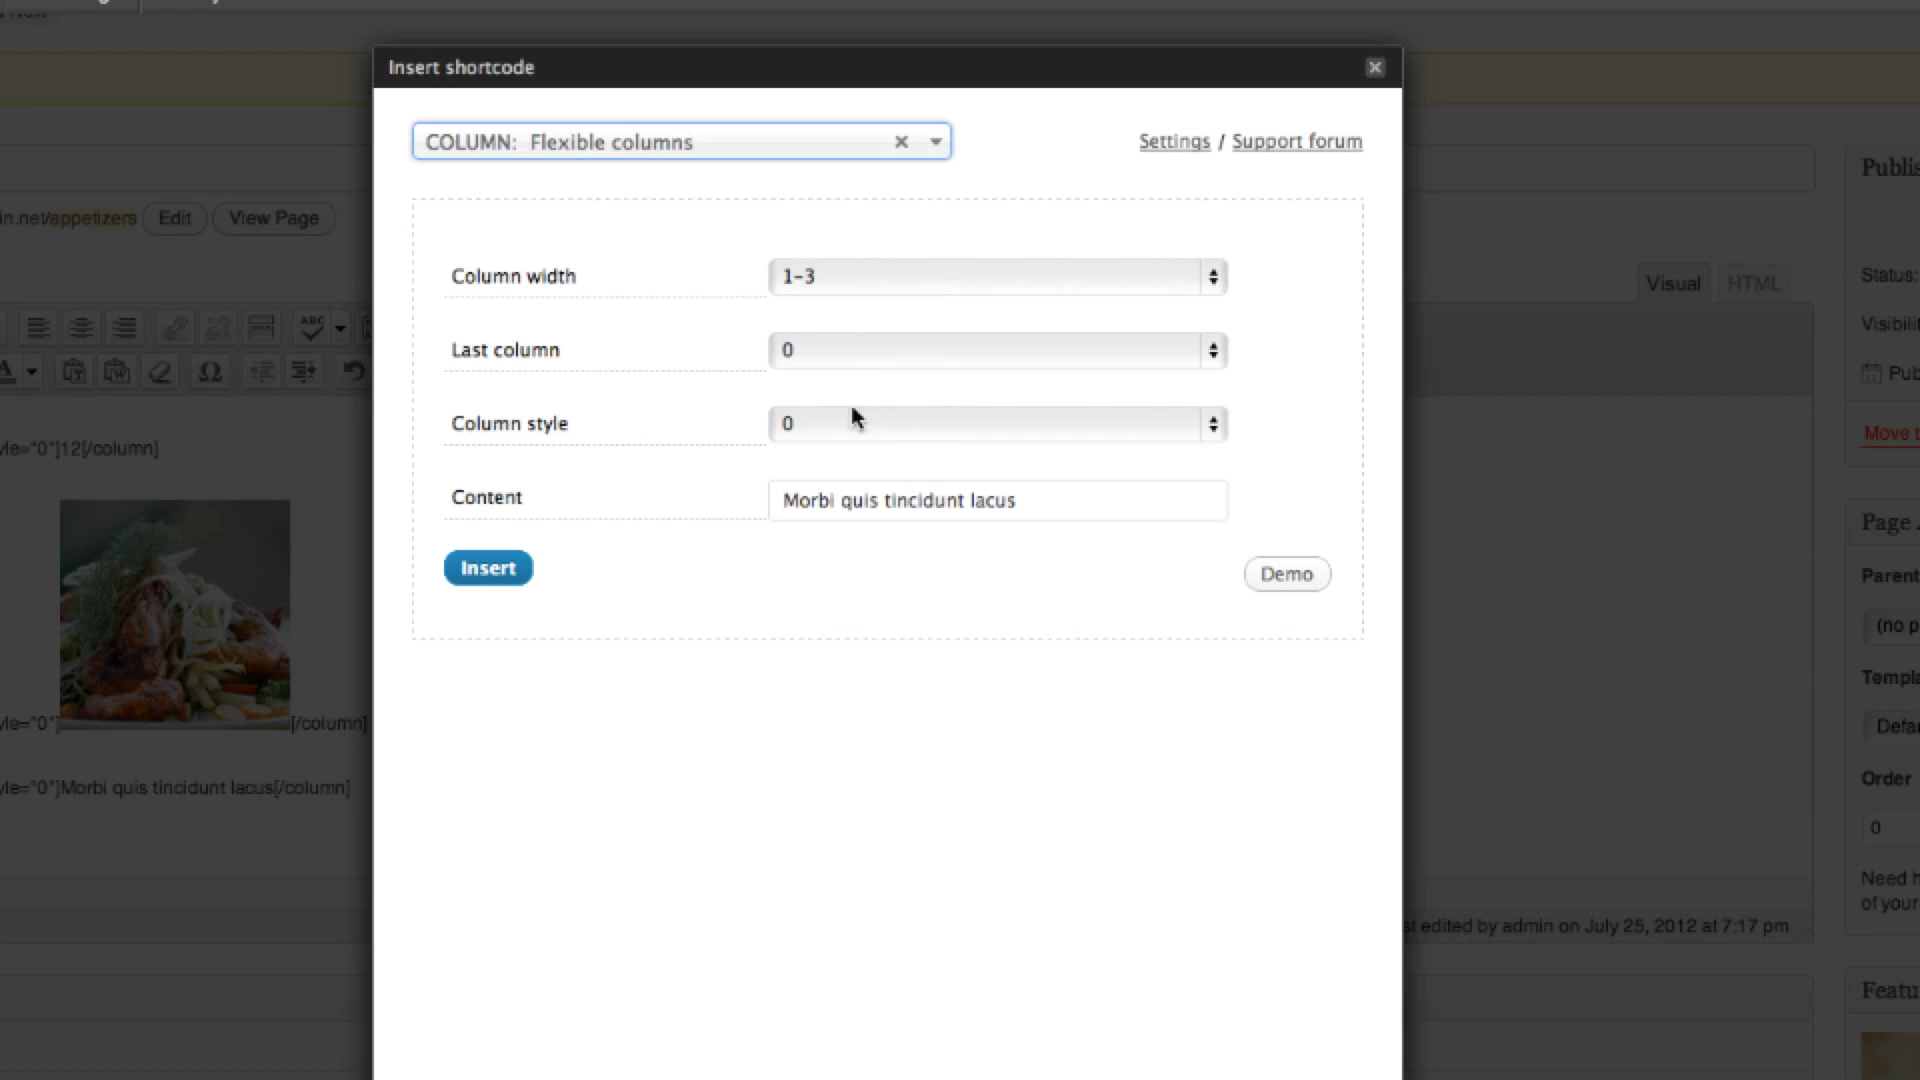 Insert shortcode
COLUMN: Flexible columns
Settings / Support forum
in.net/appetizers Edit View Page
Column width 1-3
Last column 0
Column style 0
Content Morbi quis tincidunt lacus
Insert
Demo
Visual HTML
ABC
yle="0"]12[/column]
yle="0"] [/column]
yle="0"]Morbi quis tincidunt lacus[/column]
st edited by admin on July 25, 2012 at 7:17 pm
Publis
Status:
Visibilit
Pub
Move t
Page
Parent
(no p
Templa
Defau
Order
0
Need h
of your
Featu